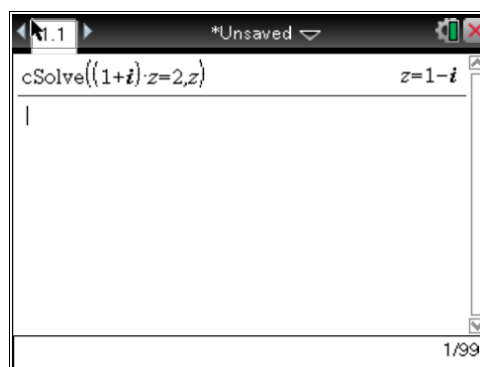 1.1 *Unsaved
cSolve((1+i)·z=2,z) z=1-i
1/99